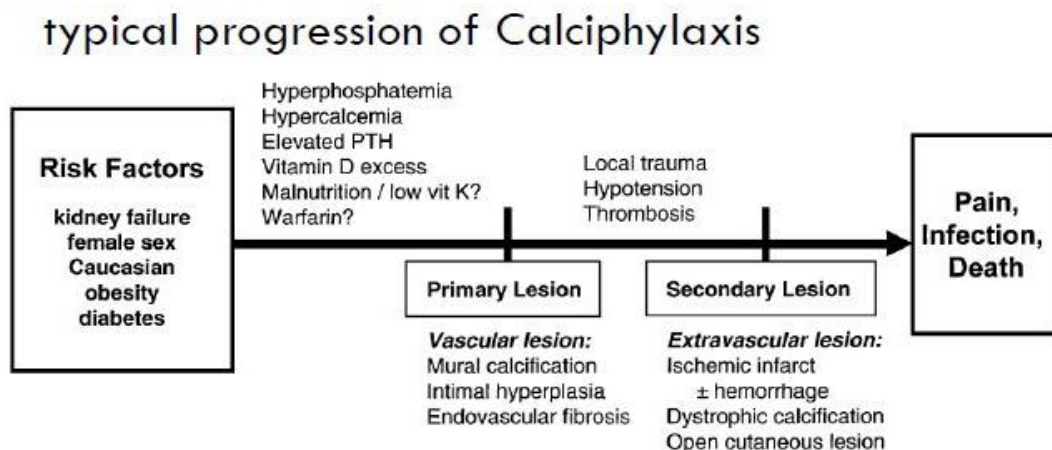 typical progression of Calciphylaxis
Risk Factors
kidney failure
female sex
Caucasian
obesity
diabetes
Hyperphosphatemia
Hypercalcemia
Elevated PTH
Vitamin D excess
Malnutrition / low vit K?
Warfarin?
Primary Lesion
Vascular lesion:
Mural calcification
Intimal hyperplasia
Endovascular fibrosis
Local trauma
Hypotension
Thrombosis
Secondary Lesion
Extravascular lesion:
Ischemic infarct
± hemorrhage
Dystrophic calcification
Open cutaneous lesion
Pain,
Infection,
Death